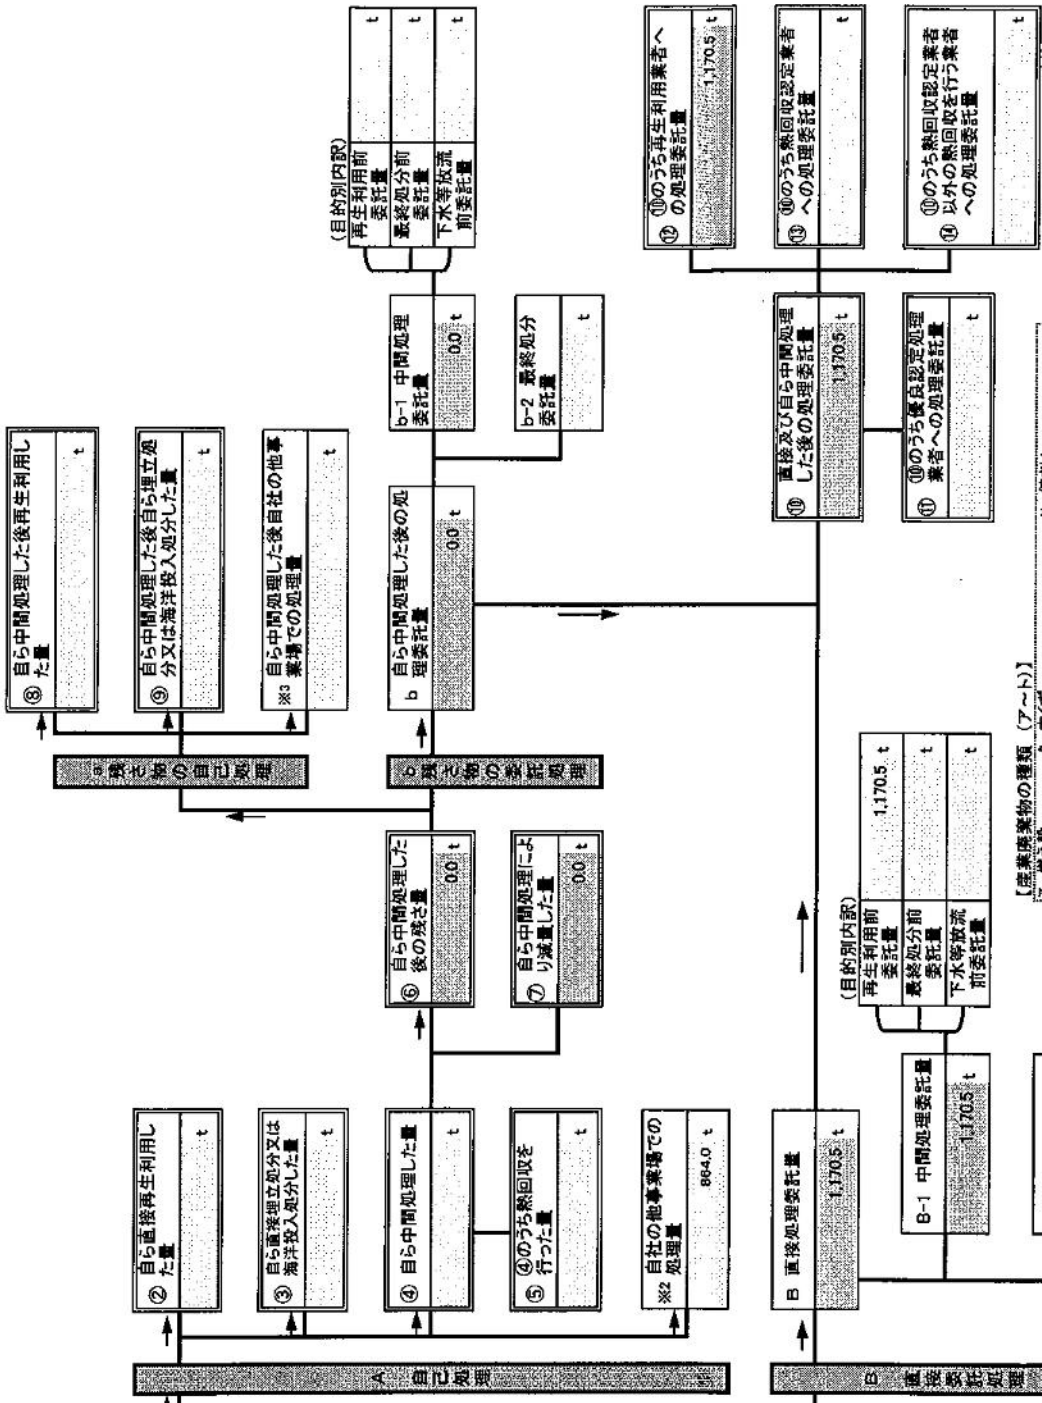 A 自己処理
② 自ら直接再生利用し
た量
t
③ 自ら直接埋立処分又は
海洋投入処分した量
t
④ 自ら中間処理した量
t
⑤ ④のうち熱回収を
行った量
t
※2 自社の他事業場での
処理量
864.0 t
⑥ 自ら中間処理した
後の残さ量
0.0 t
⑦ 自ら中間処理によ
り減量した量
0.0 t
a 残さ物の自己処理
⑧ 自ら中間処理した後再生利用し
た量
t
⑨ 自ら中間処理した後自ら埋立処
分又は海洋投入処分した量
t
※3 自ら中間処理した後自社の他事
業場での処理量
t
b 残さ物の委託処理
b 自ら中間処理した後の処
理委託量
0.0 t
b-1 中間処理
委託量
0.0 t
b-2 最終処分
委託量
t
(目的別内訳)
再生利用前
委託量
t
最終処分前
委託量
t
下水等放流
前委託量
t
B 直接委託処理
B 直接処理委託量
1,170.5 t
B-1 中間処理委託量
1,170.5 t
(目的別内訳)
再生利用前
委託量
1,170.5 t
最終処分前
委託量
t
下水等放流
前委託量
t
⑩ 直接及び自ら中間処理
した後の処理委託量
1,170.5 t
⑪ ⑩のうち優良認定処理
業者への処理委託量
t
⑫ ⑩のうち再生利用業者へ
の処理委託量
1,170.5 t
⑬ ⑩のうち熱回収認定業者
への処理委託量
t
⑭ ⑩のうち熱回収認定業者
以外の熱回収を行う業者
への処理委託量
t
【産業廃棄物の種類(ア~ト)】